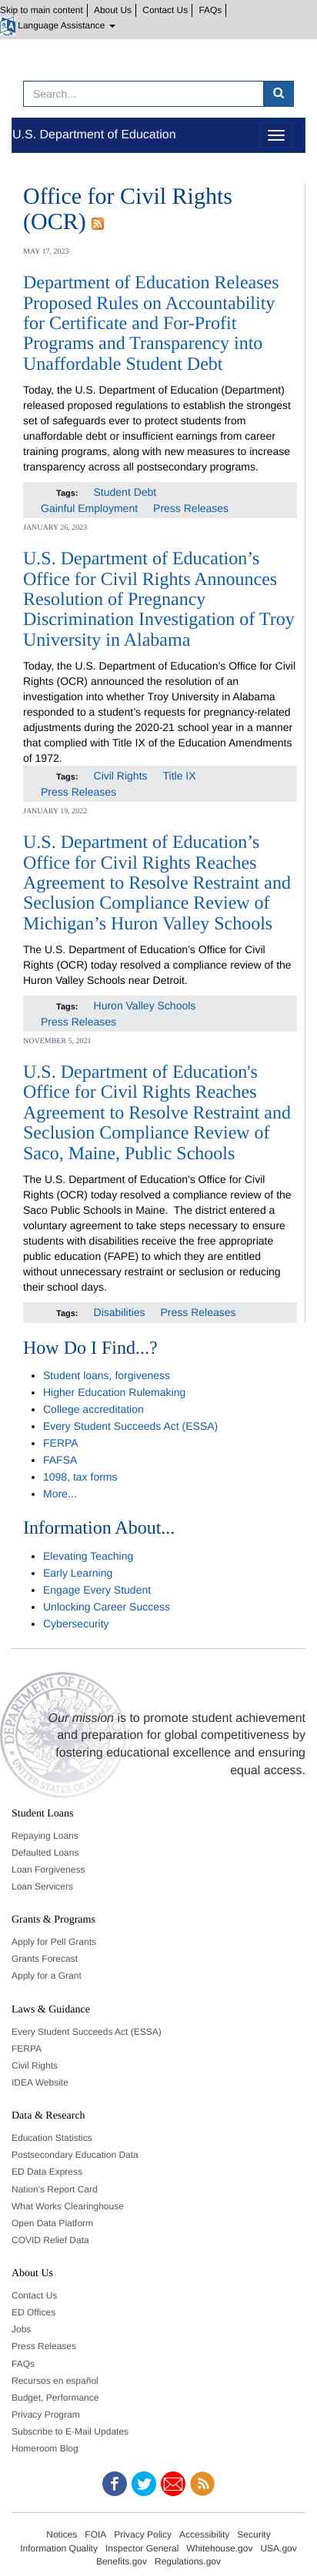 Skip to main content About Us Contact Us FAQs
Language Assistance
Search...
U.S. Department of Education
Office for Civil Rights
(OCR)
MAY 17, 2023
Department of Education Releases
Proposed Rules on Accountability
for Certificate and For-Profit
Programs and Transparency into
Unaffordable Student Debt
Today, the U.S. Department of Education (Department)
released proposed regulations to establish the strongest
set of safeguards ever to protect students from
unaffordable debt or insufficient earnings from career
training programs, along with new measures to increase
transparency across all postsecondary programs.
Tags: Student Debt
Gainful Employment Press Releases
JANUARY 26, 2023
U.S. Department of Education’s
Office for Civil Rights Announces
Resolution of Pregnancy
Discrimination Investigation of Troy
University in Alabama
Today, the U.S. Department of Education’s Office for Civil
Rights (OCR) announced the resolution of an
investigation into whether Troy University in Alabama
responded to a student’s requests for pregnancy-related
adjustments during the 2020-21 school year in a manner
that complied with Title IX of the Education Amendments
of 1972.
Tags: Civil Rights Title IX
Press Releases
JANUARY 19, 2022
U.S. Department of Education’s
Office for Civil Rights Reaches
Agreement to Resolve Restraint and
Seclusion Compliance Review of
Michigan’s Huron Valley Schools
The U.S. Department of Education’s Office for Civil
Rights (OCR) today resolved a compliance review of the
Huron Valley Schools near Detroit.
Tags: Huron Valley Schools
Press Releases
NOVEMBER 5, 2021
U.S. Department of Education's
Office for Civil Rights Reaches
Agreement to Resolve Restraint and
Seclusion Compliance Review of
Saco, Maine, Public Schools
The U.S. Department of Education's Office for Civil
Rights (OCR) today resolved a compliance review of the
Saco Public Schools in Maine.  The district entered a
voluntary agreement to take steps necessary to ensure
students with disabilities receive the free appropriate
public education (FAPE) to which they are entitled
without unnecessary restraint or seclusion or reducing
their school days.
Tags: Disabilities Press Releases
How Do I Find...?
Student loans, forgiveness
Higher Education Rulemaking
College accreditation
Every Student Succeeds Act (ESSA)
FERPA
FAFSA
1098, tax forms
More...
Information About...
Elevating Teaching
Early Learning
Engage Every Student
Unlocking Career Success
Cybersecurity
Our mission is to promote student achievement
and preparation for global competitiveness by
fostering educational excellence and ensuring
equal access.
Student Loans
Repaying Loans
Defaulted Loans
Loan Forgiveness
Loan Servicers
Grants & Programs
Apply for Pell Grants
Grants Forecast
Apply for a Grant
Laws & Guidance
Every Student Succeeds Act (ESSA)
FERPA
Civil Rights
IDEA Website
Data & Research
Education Statistics
Postsecondary Education Data
ED Data Express
Nation's Report Card
What Works Clearinghouse
Open Data Platform
COVID Relief Data
About Us
Contact Us
ED Offices
Jobs
Press Releases
FAQs
Recursos en español
Budget, Performance
Privacy Program
Subscribe to E-Mail Updates
Homeroom Blog
Notices FOIA Privacy Policy Accessibility Security
Information Quality Inspector General Whitehouse.gov USA.gov
Benefits.gov Regulations.gov